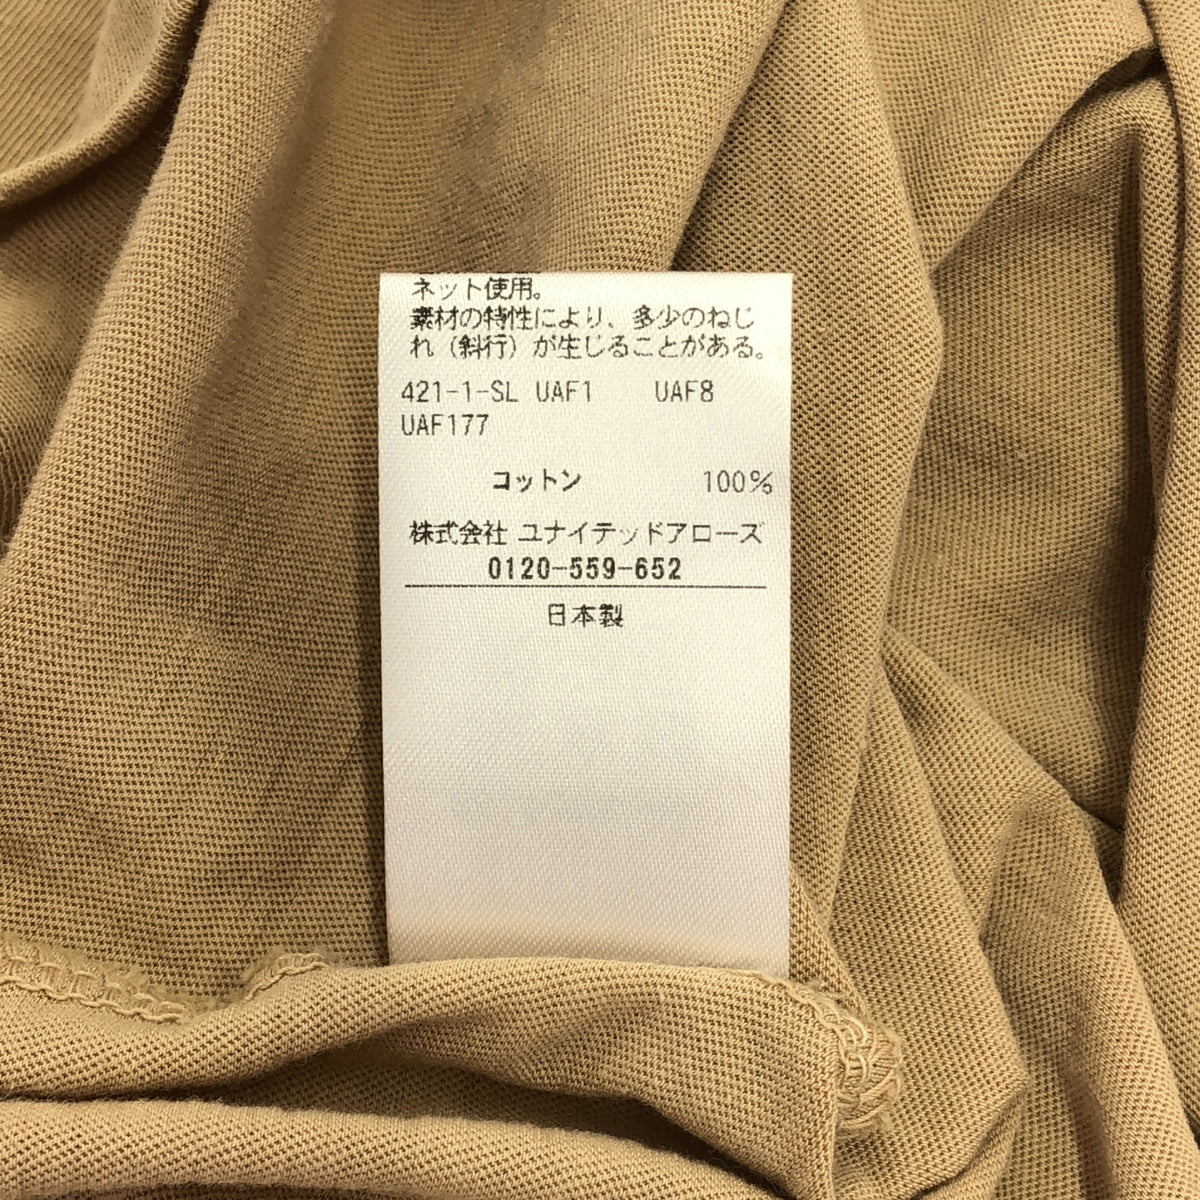 ネット使用。
素材の特性により、多少のねじ
れ（斜行）が生じることがある。
421-1-SL UAF1 UAF8
UAF177
コットン 100%
株式会社 ユナイテッドアローズ
0120-559-652
日本製